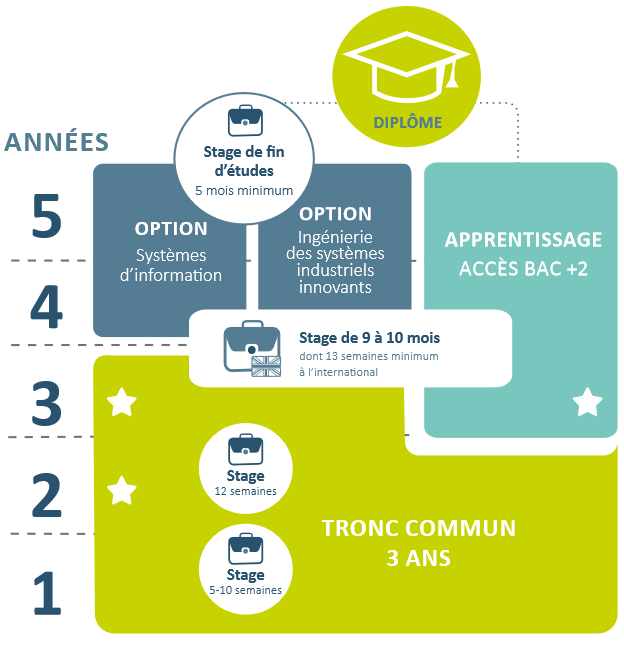 DIPLÔME
ANNÉES
Stage de fin
d'études
5 mois minimum
5
OPTION
Systèmes
d'information
OPTION
Ingénierie
des systèmes
industriels
innovants
APPRENTISSAGE
ACCÈS BAC +2
4
Stage de 9 à 10 mois
dont 13 semaines minimum
à l'international
3
2
Stage
12 semaines
TRONC COMMUN
3 ANS
1
Stage
5-10 semaines